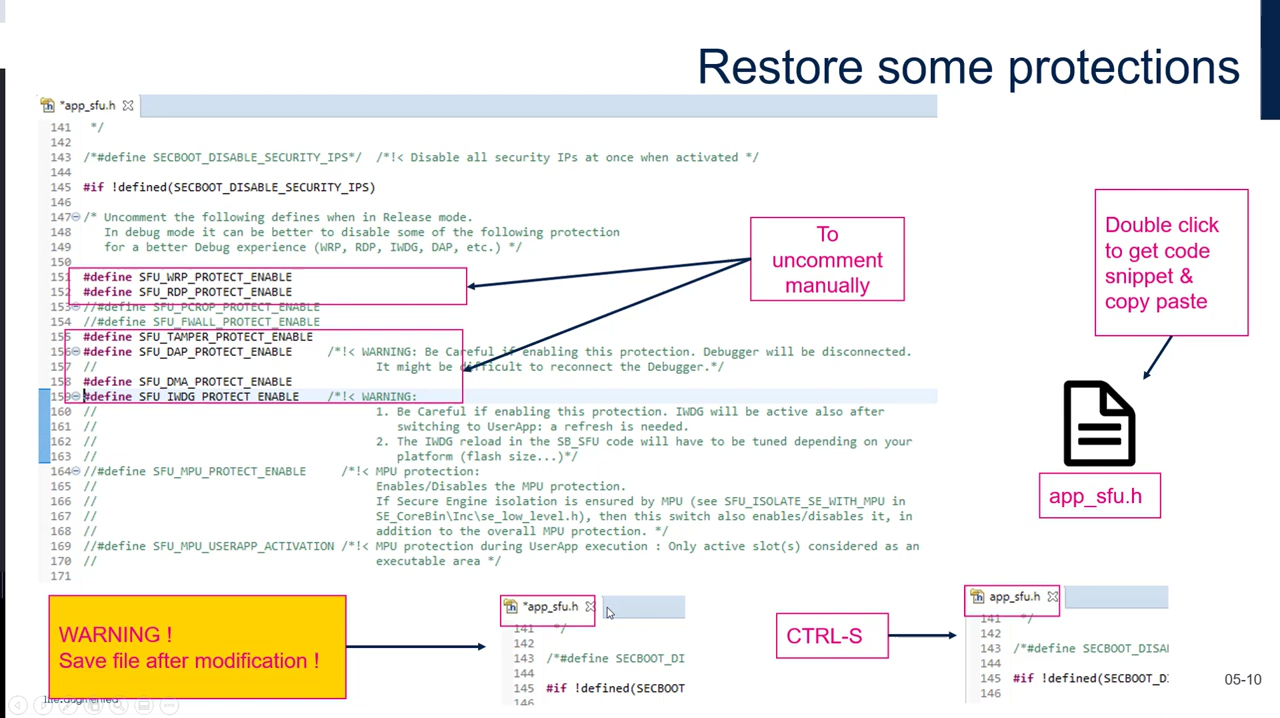 Restore some protections
*app_sfu.h
141 */
142
143 /*#define SECBOOT_DISABLE_SECURITY_IPS*/ /*!< Disable all security IPs at once when activated */
144
145 #if !defined(SECBOOT_DISABLE_SECURITY_IPS)
146
147 /* Uncomment the following defines when in Release mode.
148 In debug mode it can be better to disable some of the following protection
149 for a better Debug experience (WRP, RDP, IWDG, DAP, etc.) */
150
151 #define SFU_WRP_PROTECT_ENABLE
152 #define SFU_RDP_PROTECT_ENABLE
153 //#define SFU_PCROP_PROTECT_ENABLE
154 //#define SFU_FWALL_PROTECT_ENABLE
155 #define SFU_TAMPER_PROTECT_ENABLE
156 #define SFU_DAP_PROTECT_ENABLE /*!< WARNING: Be Careful if enabling this protection. Debugger will be disconnected.
157 // It might be difficult to reconnect the Debugger.*/
158 #define SFU_DMA_PROTECT_ENABLE
159 #define SFU_IWDG_PROTECT_ENABLE /*!< WARNING:
160 // 1. Be Careful if enabling this protection. IWDG will be active also after
161 // switching to UserApp: a refresh is needed.
162 // 2. The IWDG reload in the SB_SFU code will have to be tuned depending on your
163 // platform (flash size...)*/
164 //#define SFU_MPU_PROTECT_ENABLE /*!< MPU protection:
165 // Enables/Disables the MPU protection.
166 // If Secure Engine isolation is ensured by MPU (see SFU_ISOLATE_SE_WITH_MPU in
167 // SE_CoreBin\Inc\se_low_level.h), then this switch also enables/disables it, in
168 // addition to the overall MPU protection. */
169 //#define SFU_MPU_USERAPP_ACTIVATION /*!< MPU protection during UserApp execution : Only active slot(s) considered as an
170 // executable area */
171
To
uncomment
manually
Double click
to get code
snippet &
copy paste
app_sfu.h
WARNING !
Save file after modification !
*app_sfu.h
141 */
142
143 /*#define SECBOOT_DI
144
145 #if !defined(SECBOOT
146
CTRL-S
app_sfu.h
141 */
142
143 /*#define SECBOOT_DISA
144
145 #if !defined(SECBOOT_D
146
life.augmented
05-10